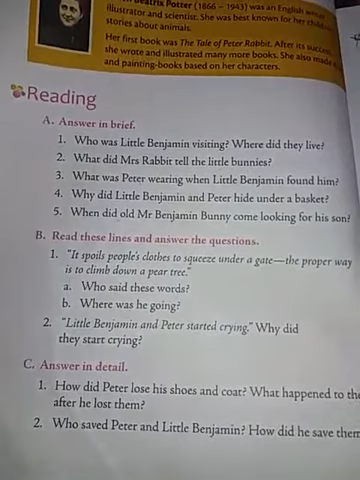 Beatrix Potter (1866 – 1943) was an English
illustrator and scientist. She was best known for her
stories about animals.
Her first book was The Tale of Peter Rabbit. After its
she wrote and illustrated many more books. She also made
and painting-books based on her characters.
Reading
A. Answer in brief.
1. Who was Little Benjamin visiting? Where did they live?
2. What did Mrs Rabbit tell the little bunnies?
3. What was Peter wearing when Little Benjamin found him?
4. Why did Little Benjamin and Peter hide under a basket?
5. When did old Mr Benjamin Bunny come looking for his son?
B. Read these lines and answer the questions.
1. "It spoils people's clothes to squeeze under a gate—the proper way
is to climb down a pear tree."
a. Who said these words?
b. Where was he going?
2. "Little Benjamin and Peter started crying." Why did
they start crying?
C. Answer in detail.
1. How did Peter lose his shoes and coat? What happened to
after he lost them?
2. Who saved Peter and Little Benjamin? How did he save